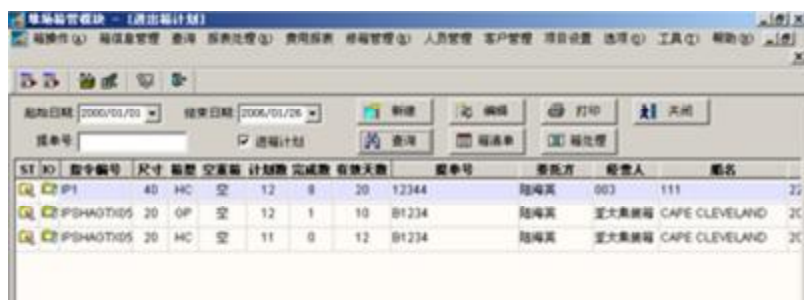 堆场箱管模块 - [进出箱计划]
箱操作(Q) 箱信息管理 查询 报表处理(Q) 费用报表 修箱管理(Q) 人员管理 客户管理 项目设置 选项(Q) 工具(Q) 帮助(Q)
起始日期 2000/01/01 结束日期 2006/01/26 新建 编辑 打印 关闭
提单号 进箱计划 查询 箱清单 箱处理
ST IO 指令编号 尺寸 箱型 空重箱 计划数 完成数 有效天数 提单号 委托方 经营人 船名
IP1 40 HC 空 12 8 20 12344 陆海英 003 111 22
IPSHAGTX05 20 GP 空 12 1 10 B1234 陆海英 亚太集装箱 CAPE CLEVELAND 20
IPSHAGTX05 20 HC 空 11 0 12 B1234 陆海英 亚太集装箱 CAPE CLEVELAND 20